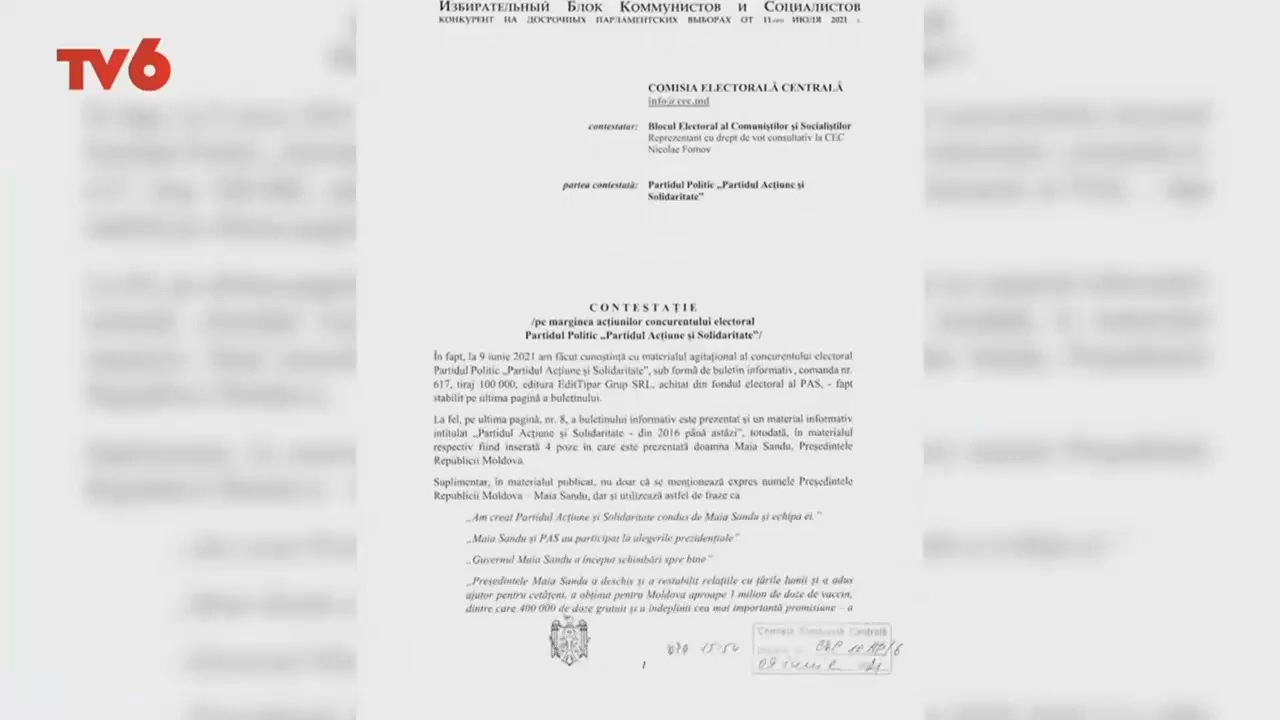 TV6
Избирательный Блок Коммунистов и Социалистов
КОНКУРЕНТ НА ДОСРОЧНЫХ ПАРЛАМЕНТСКИХ ВЫБОРАХ ОТ 11-ГО ИЮЛЯ 2021 г.
COMISIA ELECTORALĂ CENTRALĂ
info@cec.md
contestatar: Blocul Electoral al Comuniștilor și Socialiștilor
Reprezentant cu drept de vot consultativ la CEC
Nicolae Fomov
partea contestată: Partidul Politic „Partidul Acțiune și
Solidaritate”
CONTESTAȚIE
/pe marginea acțiunilor concurentului electoral
Partidul Politic „Partidul Acțiune și Solidaritate”/
În fapt, la 9 iunie 2021 am făcut cunoștință cu materialul agitațional al concurentului electoral
Partidul Politic „Partidul Acțiune și Solidaritate”, sub formă de buletin informativ, comanda nr.
617, tiraj 100 000, editura EditTipar Grup SRL, achitat din fondul electoral al PAS, - fapt
stabilit pe ultima pagină a buletinului.
La fel, pe ultima pagină, nr. 8, a buletinului informativ este prezentat și un material informativ
intitulat „Partidul Acțiune și Solidaritate - din 2016 până astăzi”, totodată, în materialul
respectiv fiind inserată 4 poze în care este prezentată doamna Maia Sandu, Președintele
Republicii Moldova.
Suplimentar, în materialul publicat, nu doar că se menționează expres numele Președintele
Republicii Moldova – Maia Sandu, dar și utilizează astfel de fraze ca
„Am creat Partidul Acțiune și Solidaritate condus de Maia Sandu și echipa ei.”
„Maia Sandu și PAS au participat la alegerile prezidențiale”
„Guvernul Maia Sandu a început schimbări spre bine”
„Președintele Maia Sandu a deschis și a restabilit relațiile cu țările lumii și a adus
ajutor pentru cetățeni, a obținut pentru Moldova aproape 1 milion de doze de vaccin,
dintre care 400 000 de doze gratuit și a îndeplinit cea mai importantă promisiune – a
15:54
Comisia Electorală Centrală
09 iunie
1